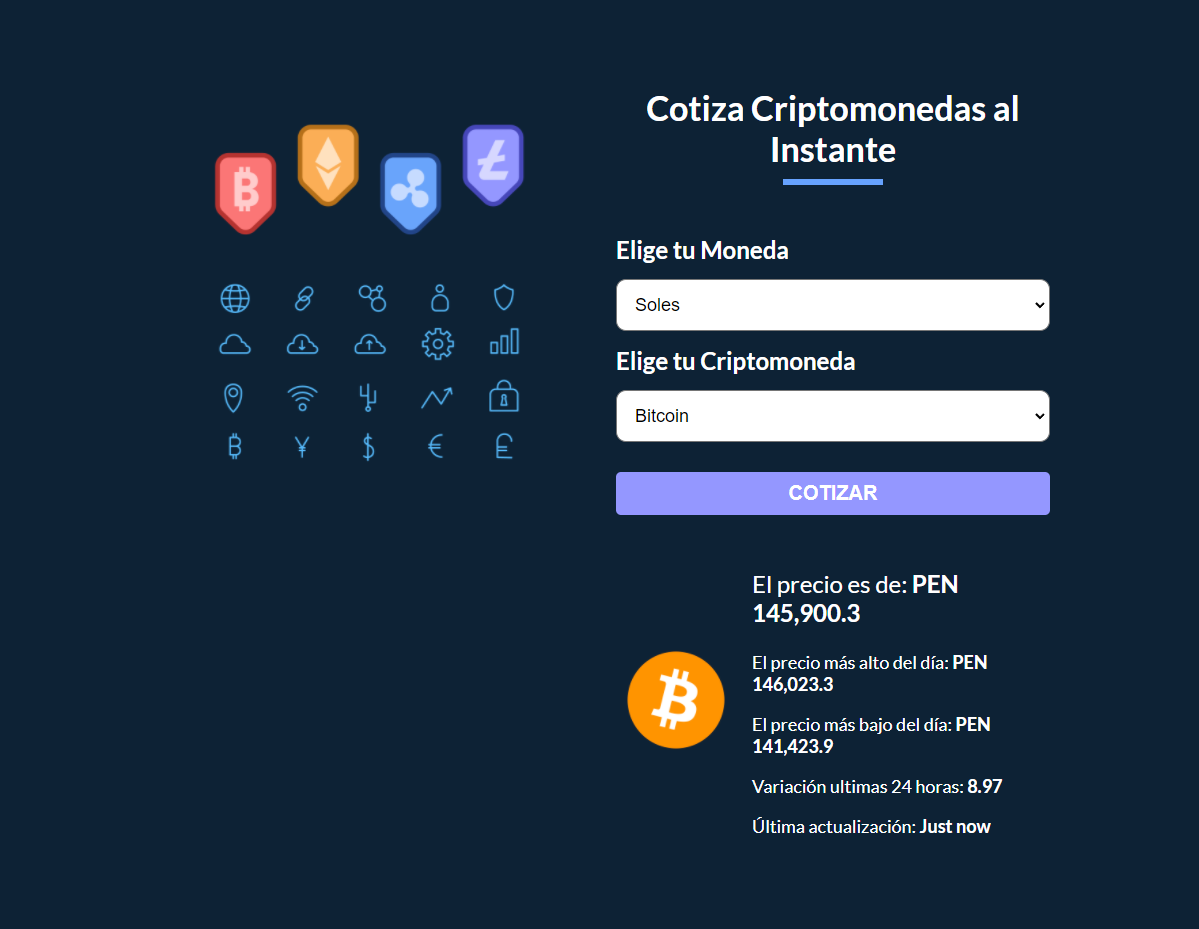 Cotiza Criptomonedas al
Instante
Elige tu Moneda
Soles
Elige tu Criptomoneda
Bitcoin
COTIZAR
El precio es de: PEN
145,900.3
El precio más alto del día: PEN
146,023.3
El precio más bajo del día: PEN
141,423.9
Variación ultimas 24 horas: 8.97
Última actualización: Just now